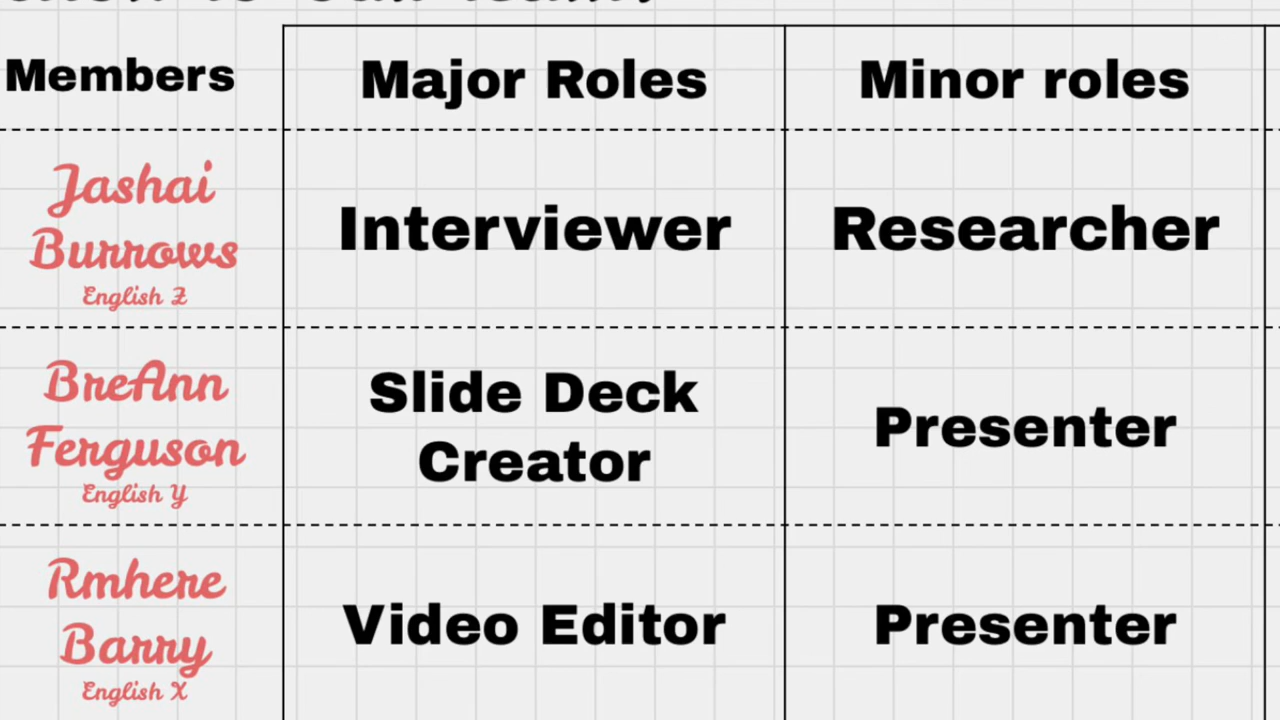 Members Major Roles Minor roles
Jashai
Burrows
English Z
Interviewer Researcher
BreAnn
Ferguson
English Y
Slide Deck
Creator
Presenter
Rmhere
Barry
English X
Video Editor Presenter